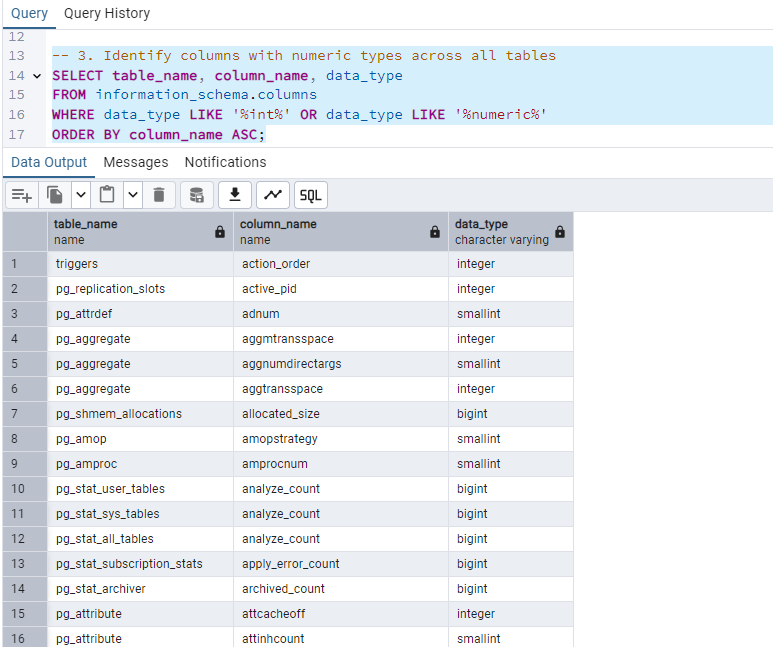 Query Query History
12
13 -- 3. Identify columns with numeric types across all tables
14 SELECT table_name, column_name, data_type
15 FROM information_schema.columns
16 WHERE data_type LIKE '%int%' OR data_type LIKE '%numeric%'
17 ORDER BY column_name ASC;
Data Output Messages Notifications
SQL
table_name column_name data_type
name name character varying
1 triggers action_order integer
2 pg_replication_slots active_pid integer
3 pg_attrdef adnum smallint
4 pg_aggregate aggmtransspace integer
5 pg_aggregate aggnumdirectargs smallint
6 pg_aggregate aggtransspace integer
7 pg_shmem_allocations allocated_size bigint
8 pg_amop amopstrategy smallint
9 pg_amproc amprocnum smallint
10 pg_stat_user_tables analyze_count bigint
11 pg_stat_sys_tables analyze_count bigint
12 pg_stat_all_tables analyze_count bigint
13 pg_stat_subscription_stats apply_error_count bigint
14 pg_stat_archiver archived_count bigint
15 pg_attribute attcacheoff integer
16 pg_attribute attinhcount smallint